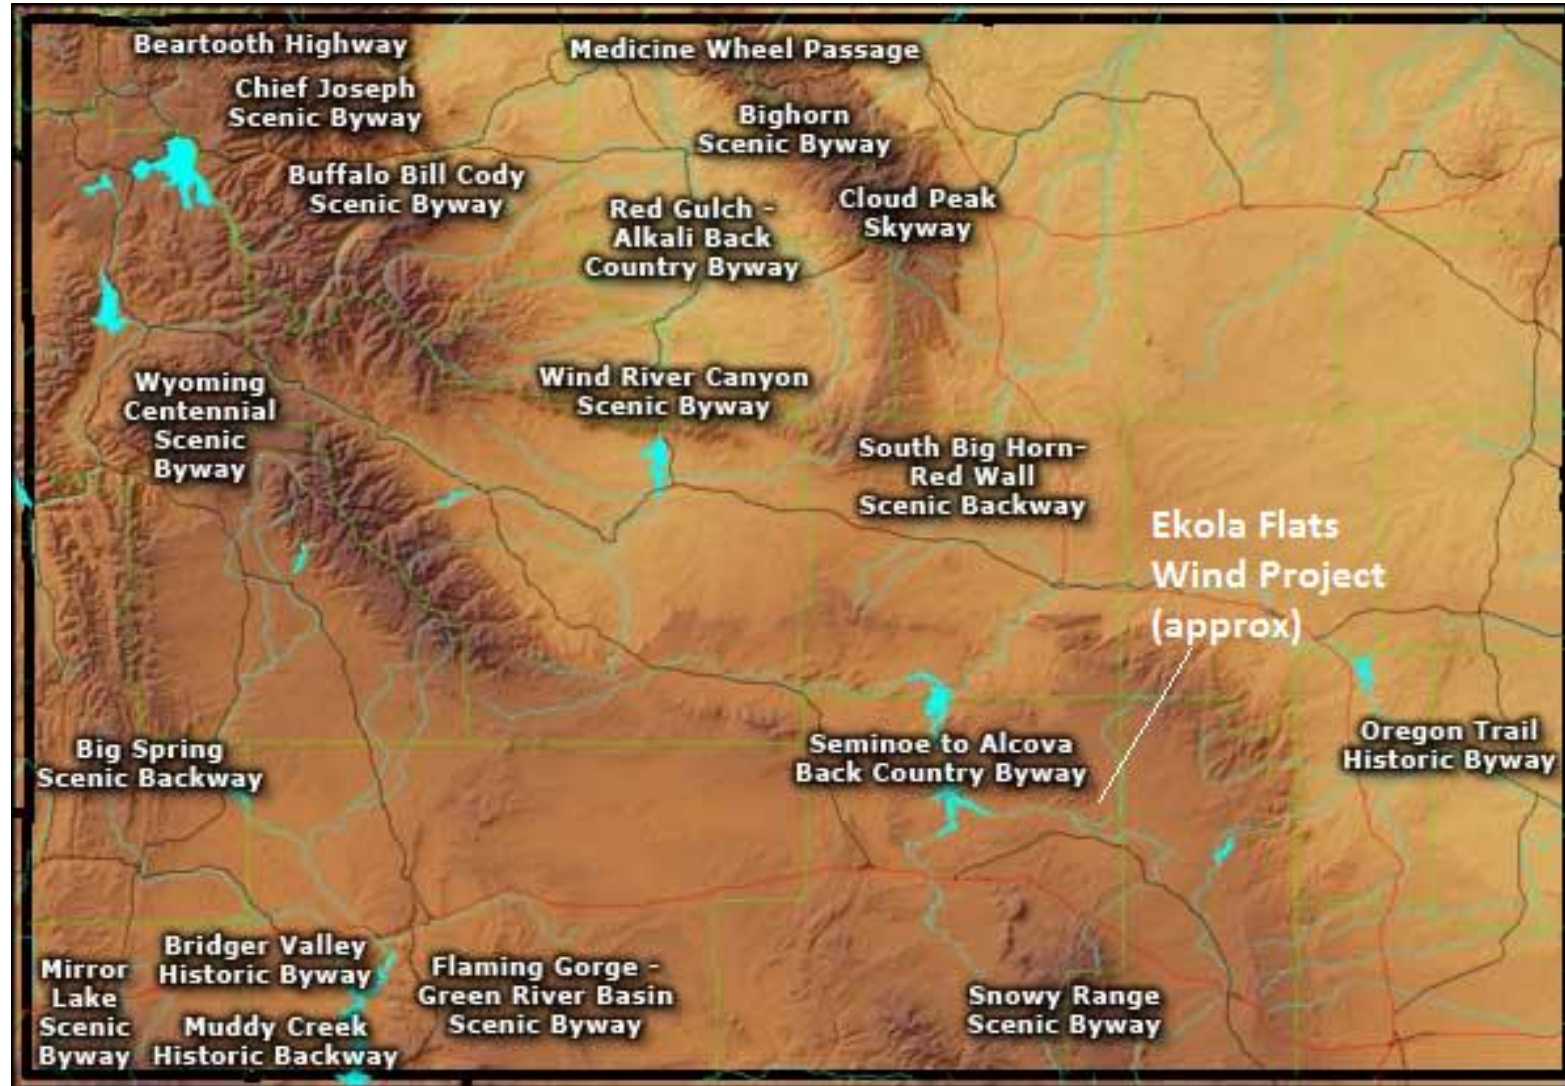 Beartooth Highway
Medicine Wheel Passage
Chief Joseph
Scenic Byway
Bighorn
Scenic Byway
Buffalo Bill Cody
Scenic Byway
Red Gulch -
Alkali Back
Country Byway
Cloud Peak
Skyway
Wyoming
Centennial
Scenic
Byway
Wind River Canyon
Scenic Byway
South Big Horn-
Red Wall
Scenic Backway
Ekola Flats
Wind Project
(approx)
Big Spring
Scenic Backway
Seminoe to Alcova
Back Country Byway
Oregon Trail
Historic Byway
Mirror
Lake
Scenic
Byway
Bridger Valley
Historic Byway
Muddy Creek
Historic Backway
Flaming Gorge -
Green River Basin
Scenic Byway
Snowy Range
Scenic Byway